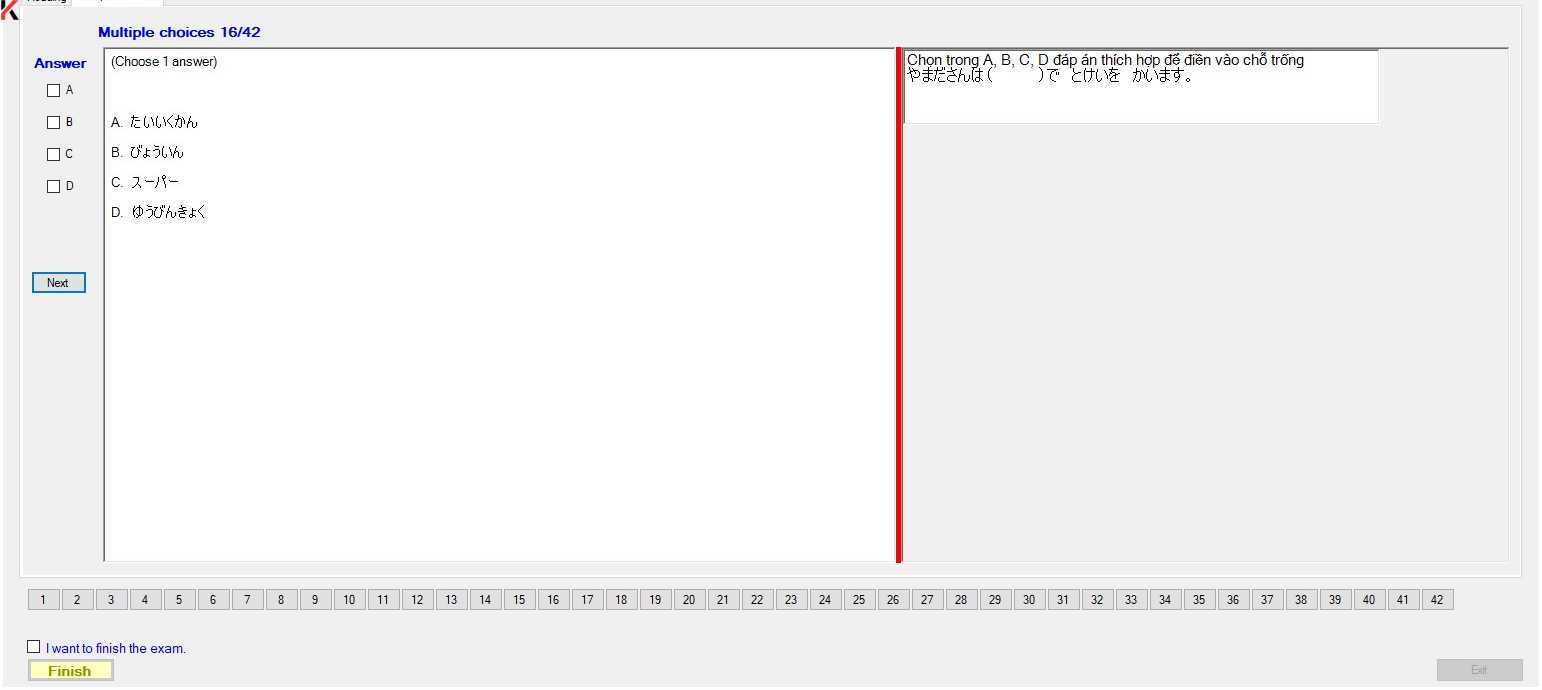 Multiple choices 16/42
Answer
A
B
C
D
Next
(Choose 1 answer)
A. たいいくかん
B. びょういん
C. スーパー
D. ゆうびんきょく
Chọn trong A, B, C, D đáp án thích hợp để điền vào chỗ trống
やまださんは (　　　) で　とけいを　かいます。
1 2 3 4 5 6 7 8 9 10 11 12 13 14 15 16 17 18 19 20 21 22 23 24 25 26 27 28 29 30 31 32 33 34 35 36 37 38 39 40 41 42
I want to finish the exam.
Finish
Exit